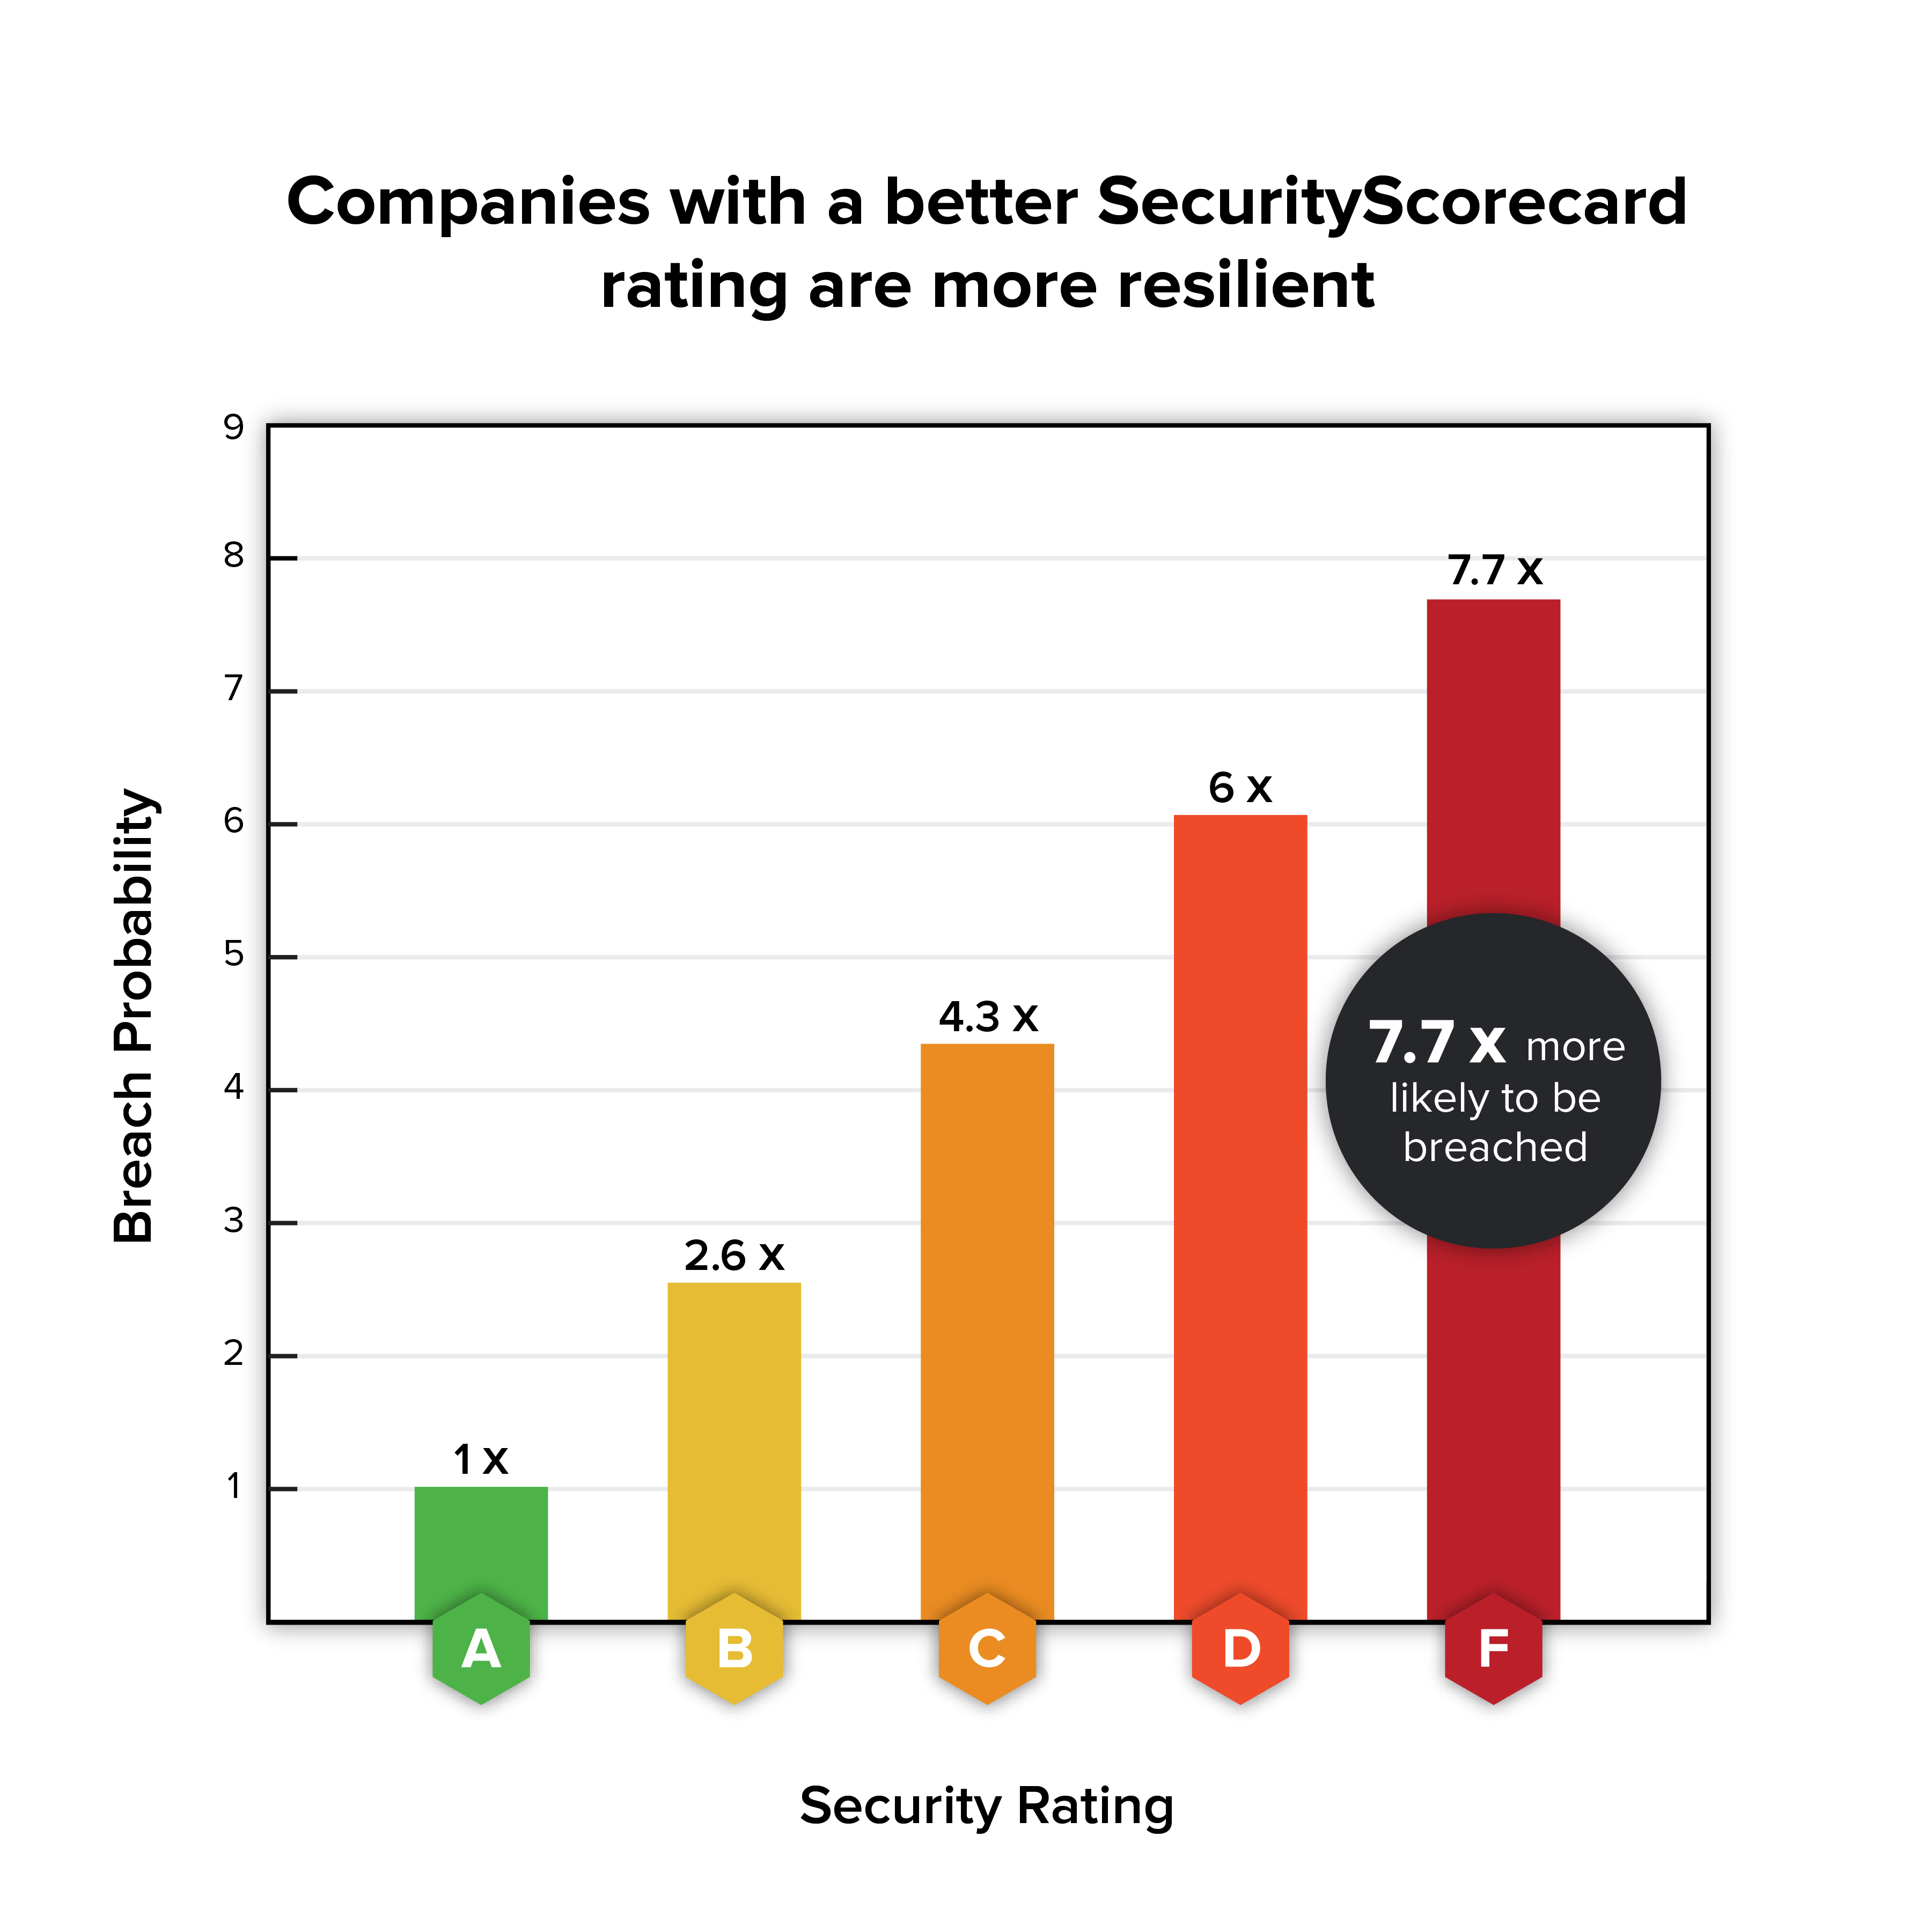 Companies with a better SecurityScorecard
rating are more resilient
Breach Probability
9
8
7
6
5
4
3
2
1
1 x
2.6 x
4.3 x
6 x
7.7 x
7.7 x more
likely to be
breached
A
B
C
D
F
Security Rating